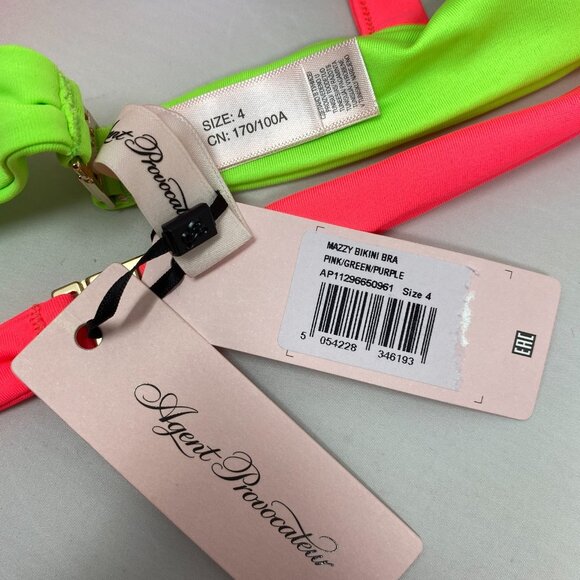 SIZE: 4
CN: 170/100A
Agent Provocateur
MAZZY BIKINI BRA
PINK/GREEN/PURPLE
AP11296650961 Size 4
5 054228 346193
EAC
Agent Provocateur